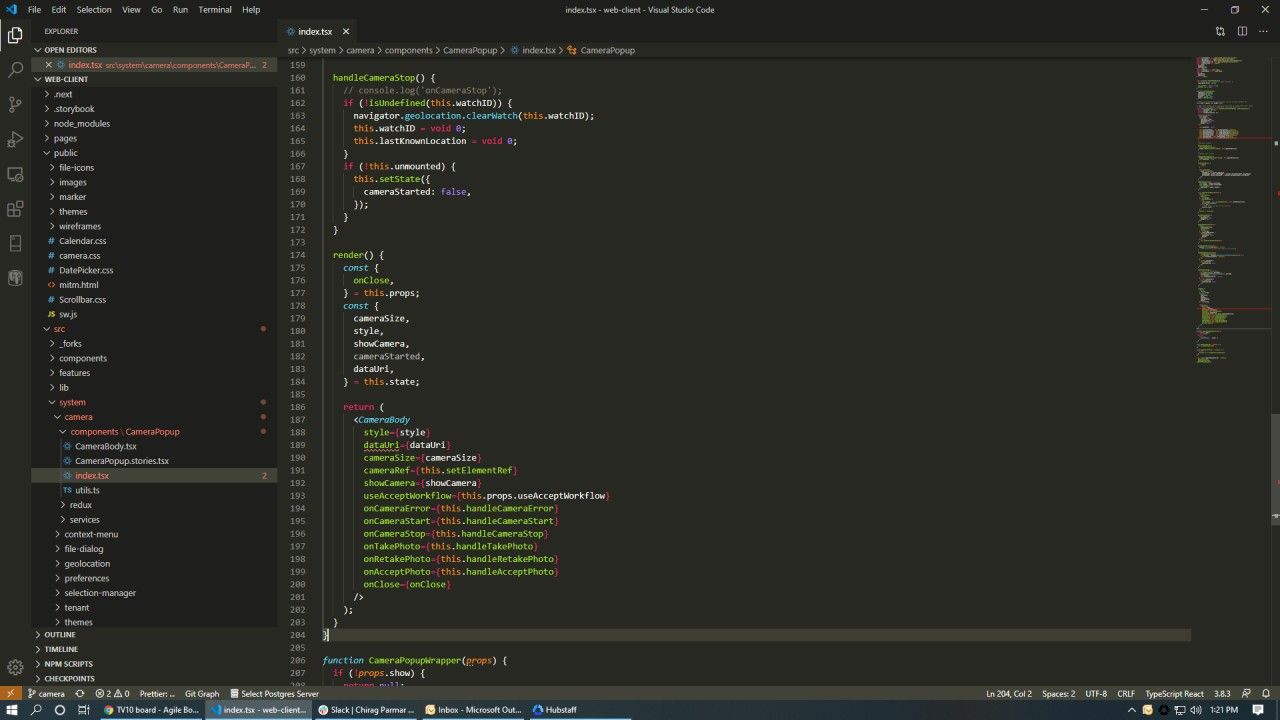 File Edit Selection View Go Run Terminal Help
index.tsx - web-client - Visual Studio Code
EXPLORER
index.tsx
OPEN EDITORS
src > system > camera > components > CameraPopup > index.tsx > CameraPopup
index.tsx src\system\camera\components\CameraP... 2
WEB-CLIENT
.next
.storybook
node_modules
pages
public
file-icons
images
marker
themes
wireframes
Calendar.css
camera.css
DatePicker.css
mitm.html
Scrollbar.css
JS sw.js
src
_forks
components
features
lib
system
camera
components \ CameraPopup
CameraBody.tsx
CameraPopup.stories.tsx
index.tsx 2
TS utils.ts
redux
services
context-menu
file-dialog
geolocation
preferences
selection-manager
tenant
themes
OUTLINE
TIMELINE
NPM SCRIPTS
CHECKPOINTS
159
160 handleCameraStop() {
161 // console.log('onCameraStop');
162 if (!isUndefined(this.watchID)) {
163 navigator.geolocation.clearWatch(this.watchID);
164 this.watchID = void 0;
165 this.lastKnownLocation = void 0;
166 }
167 if (!this.unmounted) {
168 this.setState({
169 cameraStarted: false,
170 });
171 }
172 }
173
174 render() {
175 const {
176 onClose,
177 } = this.props;
178 const {
179 cameraSize,
180 style,
181 showCamera,
182 cameraStarted,
183 dataUri,
184 } = this.state;
185
186 return (
187 <CameraBody
188 style={style}
189 dataUri={dataUri}
190 cameraSize={cameraSize}
191 cameraRef={this.setElementRef}
192 showCamera={showCamera}
193 useAcceptWorkflow={this.props.useAcceptWorkflow}
194 onCameraError={this.handleCameraError}
195 onCameraStart={this.handleCameraStart}
196 onCameraStop={this.handleCameraStop}
197 onTakePhoto={this.handleTakePhoto}
198 onRetakePhoto={this.handleRetakePhoto}
199 onAcceptPhoto={this.handleAcceptPhoto}
200 onClose={onClose}
201 />
202 );
203 }
204 }
205
206 function CameraPopupWrapper(props) {
207 if (!props.show) {
208 return null;
camera 2 0 Prettier: ... Git Graph Select Postgres Server
Ln 204, Col 2 Spaces: 2 UTF-8 CRLF TypeScript React 3.8.3
TV10 board - Agile Bo... index.tsx - web-client... Slack | Chirag Parmar ... Inbox - Microsoft Out... Hubstaff
1:21 PM